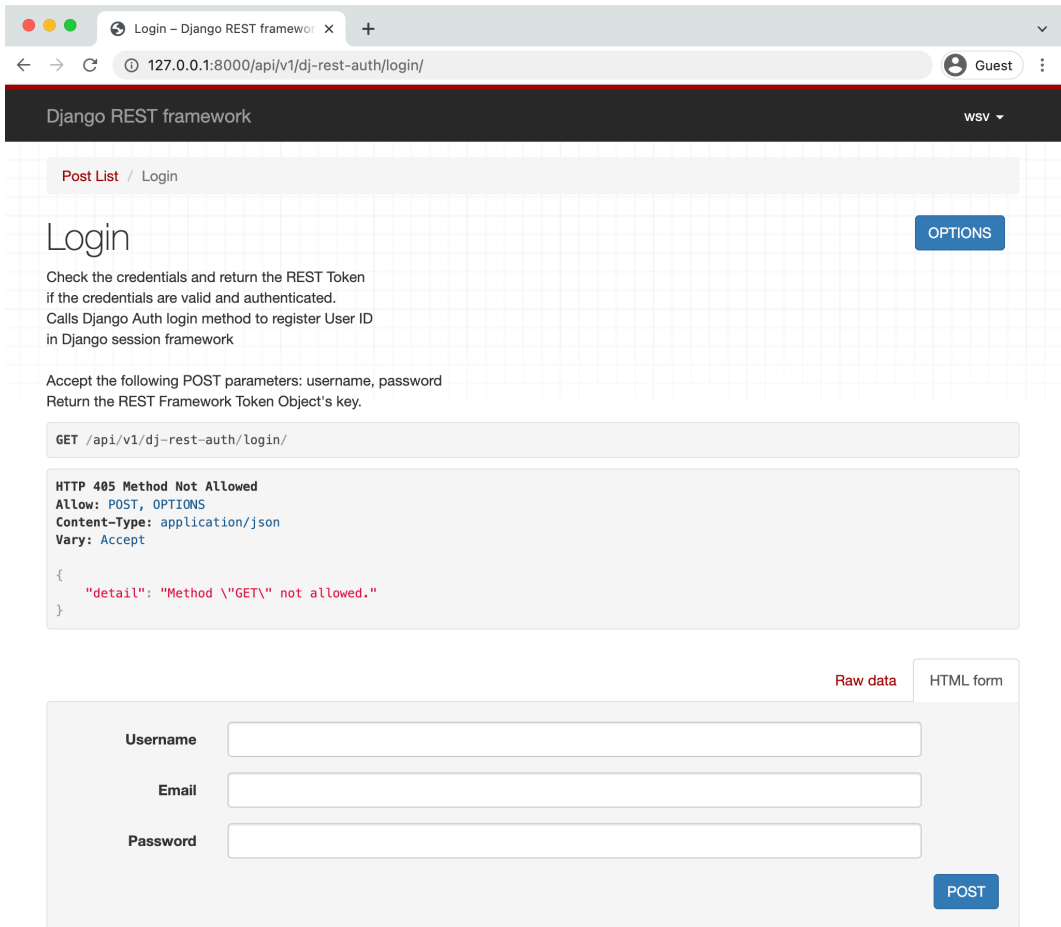 Login – Django REST framewor
127.0.0.1:8000/api/v1/dj-rest-auth/login/
Guest
Django REST framework
wsv
Post List / Login
Login
OPTIONS
Check the credentials and return the REST Token
if the credentials are valid and authenticated.
Calls Django Auth login method to register User ID
in Django session framework
Accept the following POST parameters: username, password
Return the REST Framework Token Object's key.
GET /api/v1/dj-rest-auth/login/
HTTP 405 Method Not Allowed
Allow: POST, OPTIONS
Content-Type: application/json
Vary: Accept
{
    "detail": "Method \"GET\" not allowed."
}
Raw data
HTML form
Username
Email
Password
POST